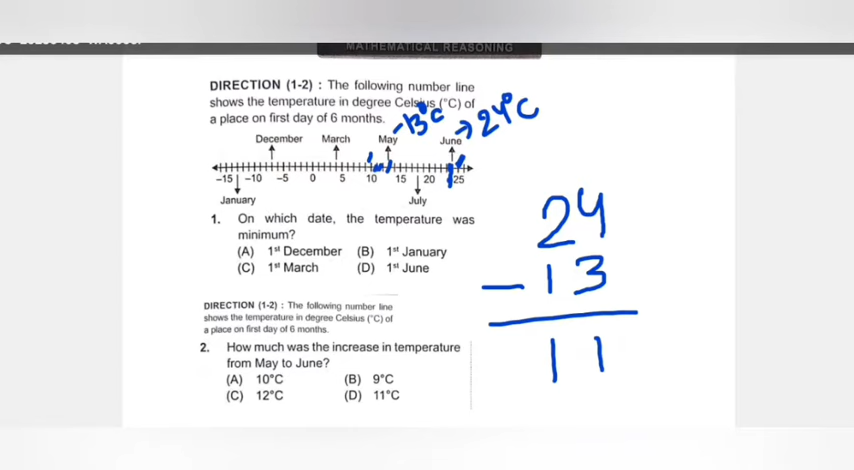 MATHEMATICAL REASONING
DIRECTION (1-2) : The following number line
shows the temperature in degree Celsius (°C) of
a place on first day of 6 months.
13°C
→ 24°C
December March May June
−15 −10 −5 0 5 10 15 20 25
January July
1. On which date, the temperature was
minimum?
(A) 1st December (B) 1st January
(C) 1st March (D) 1st June
24
− 13
11
DIRECTION (1-2) : The following number line
shows the temperature in degree Celsius (°C) of
a place on first day of 6 months.
2. How much was the increase in temperature
from May to June?
(A) 10°C (B) 9°C
(C) 12°C (D) 11°C